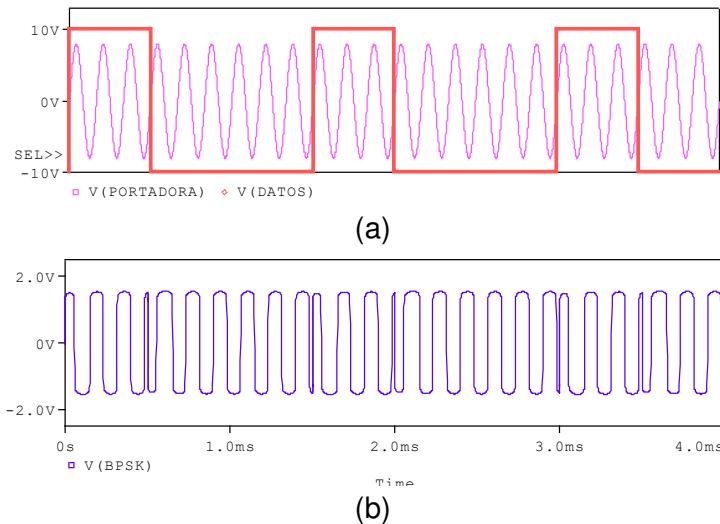 10V
0V
SEL>>
-10V
V(PORTADORA) V(DATOS)
(a)
2.0V
0V
-2.0V
0s 1.0ms 2.0ms 3.0ms 4.0ms
V(BPSK)
Time
(b)